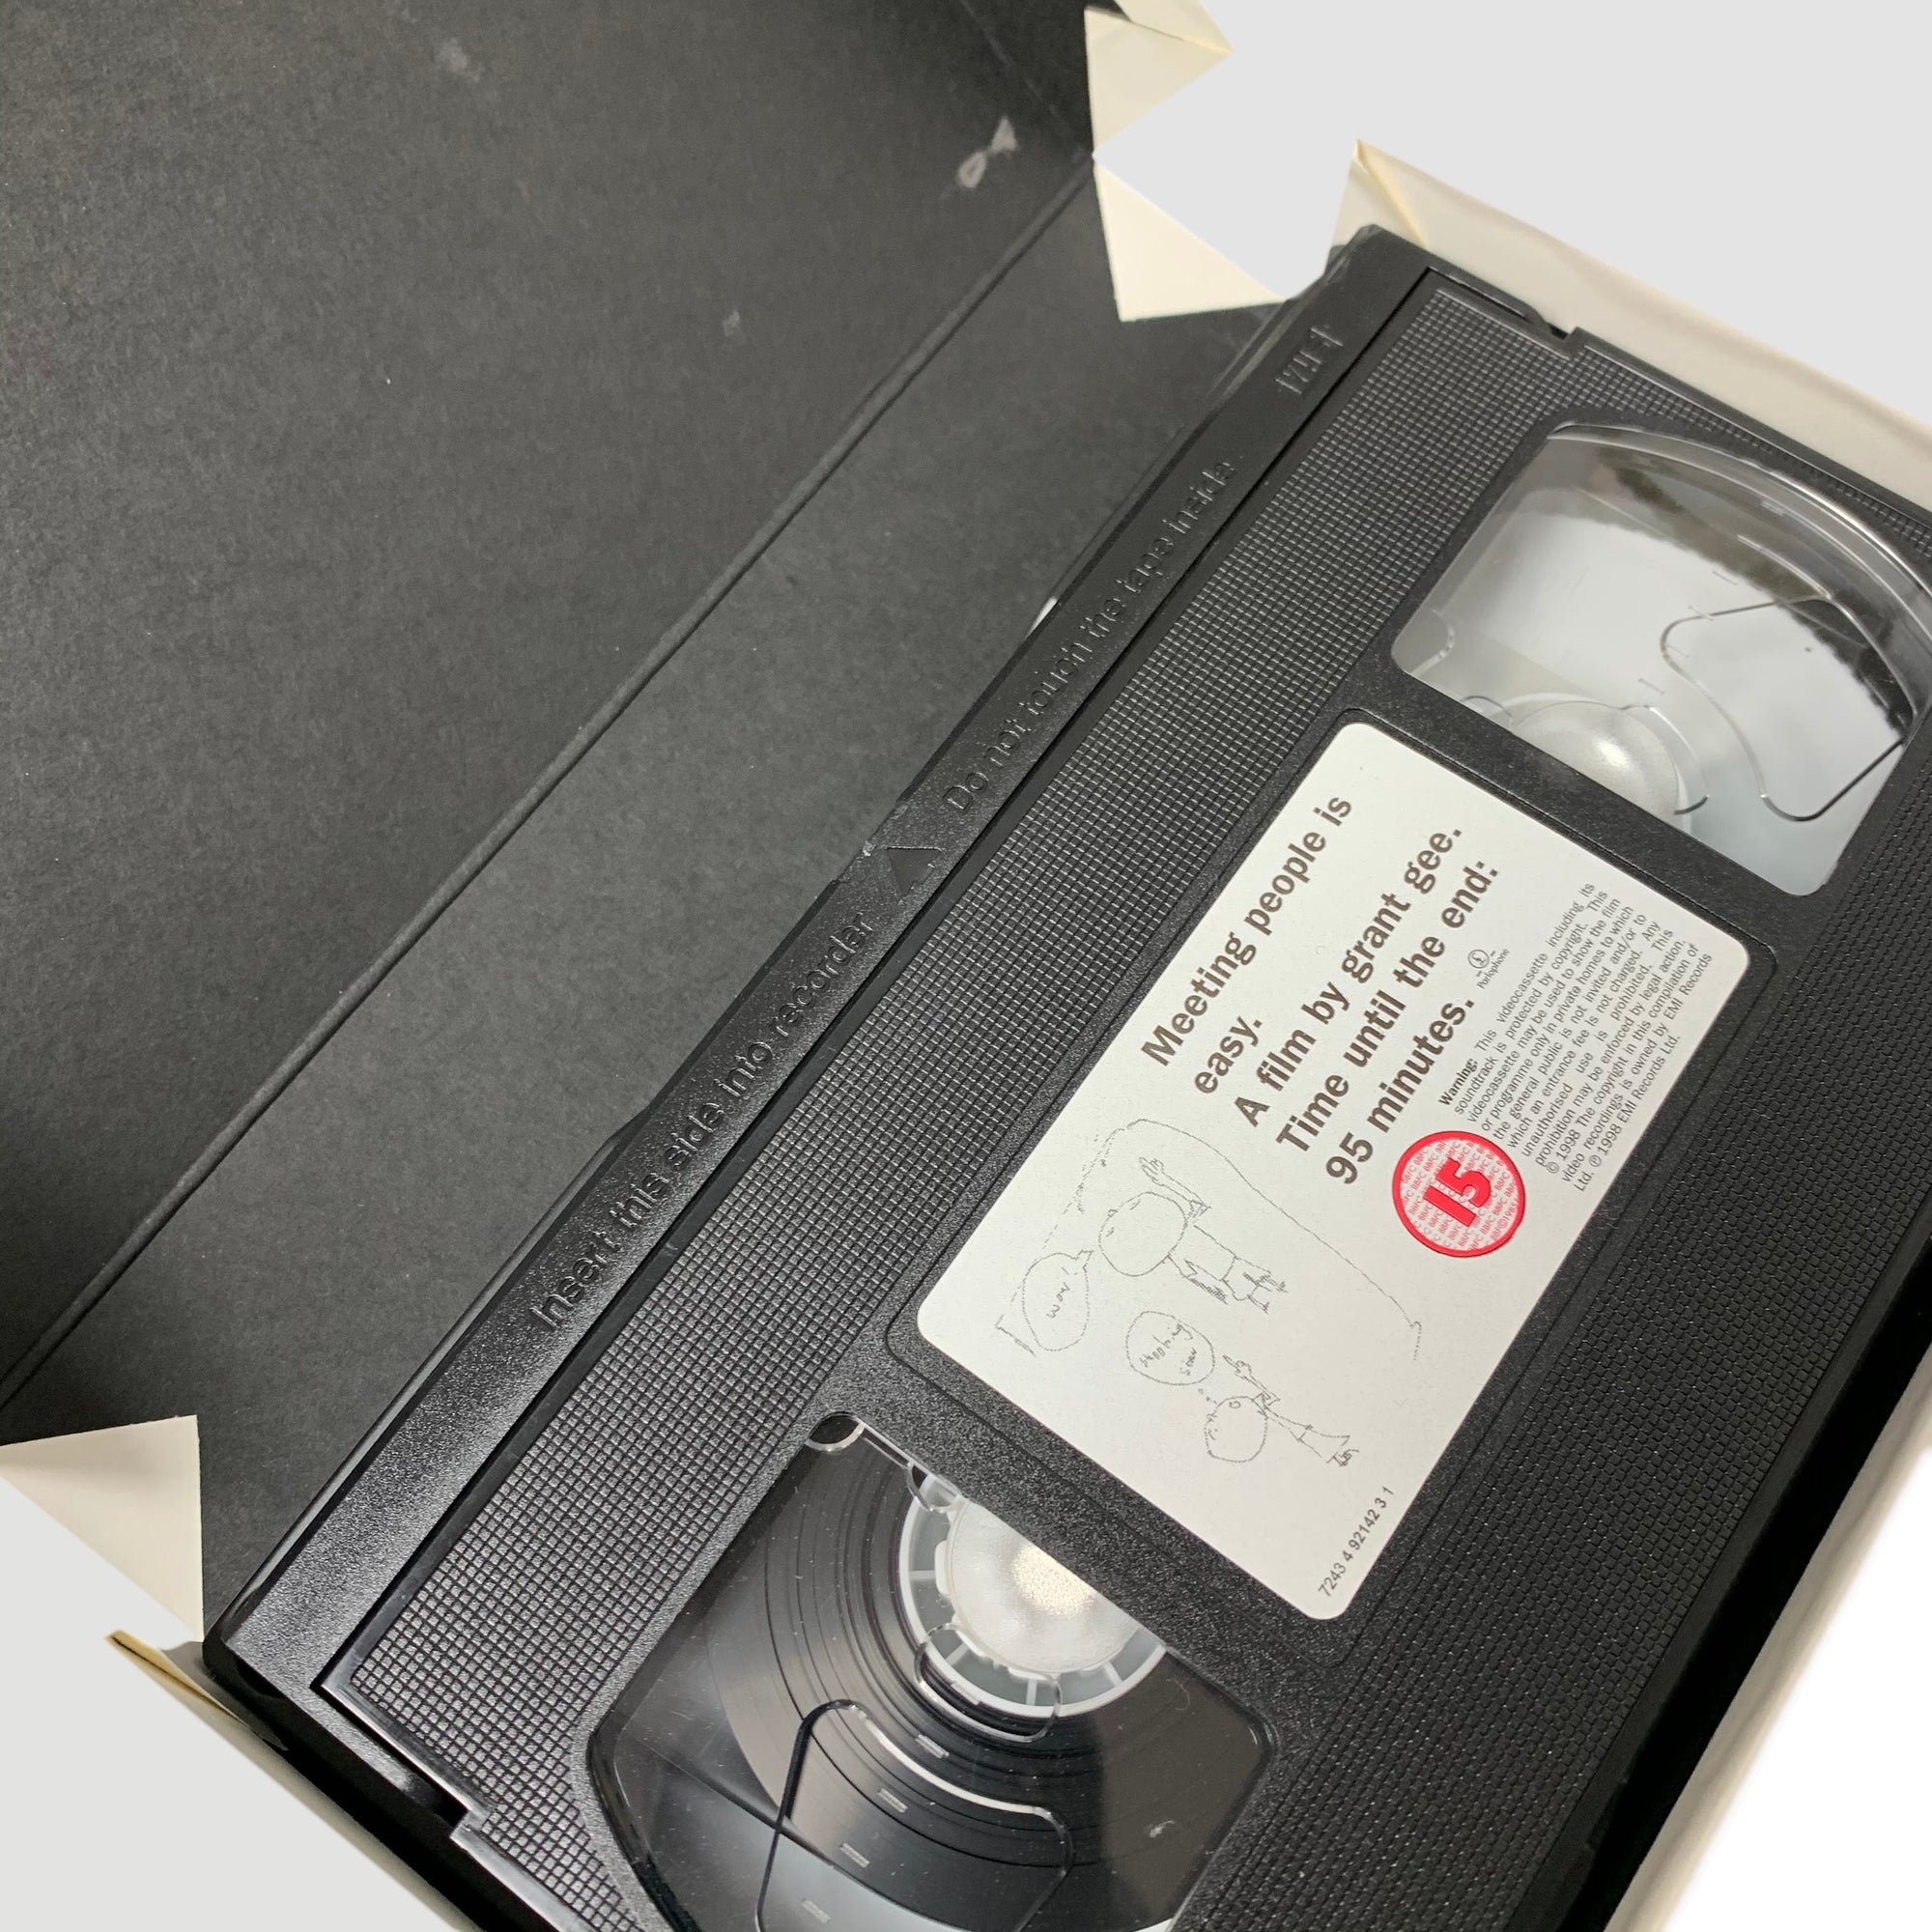 Insert this side into recorder
Do not touch the tape inside
Meeting people is
easy.
A film by grant gee.
Time until the end:
95 minutes.
Parlophone
Warning: This videocassette including its
soundtrack is protected by copyright. This
videocassette may be used to show the film
or programme only in private homes to which
the general public is not invited and/or to
which an entrance fee is not charged. Any
unauthorised use is prohibited. This
prohibition may be enforced by legal action.
© 1998 The copyright in this compilation of
video recordings is owned by EMI Records
Ltd. ℗ 1998 EMI Records Ltd.
15
wow!
shooting
star
7243 4 92142 3 1